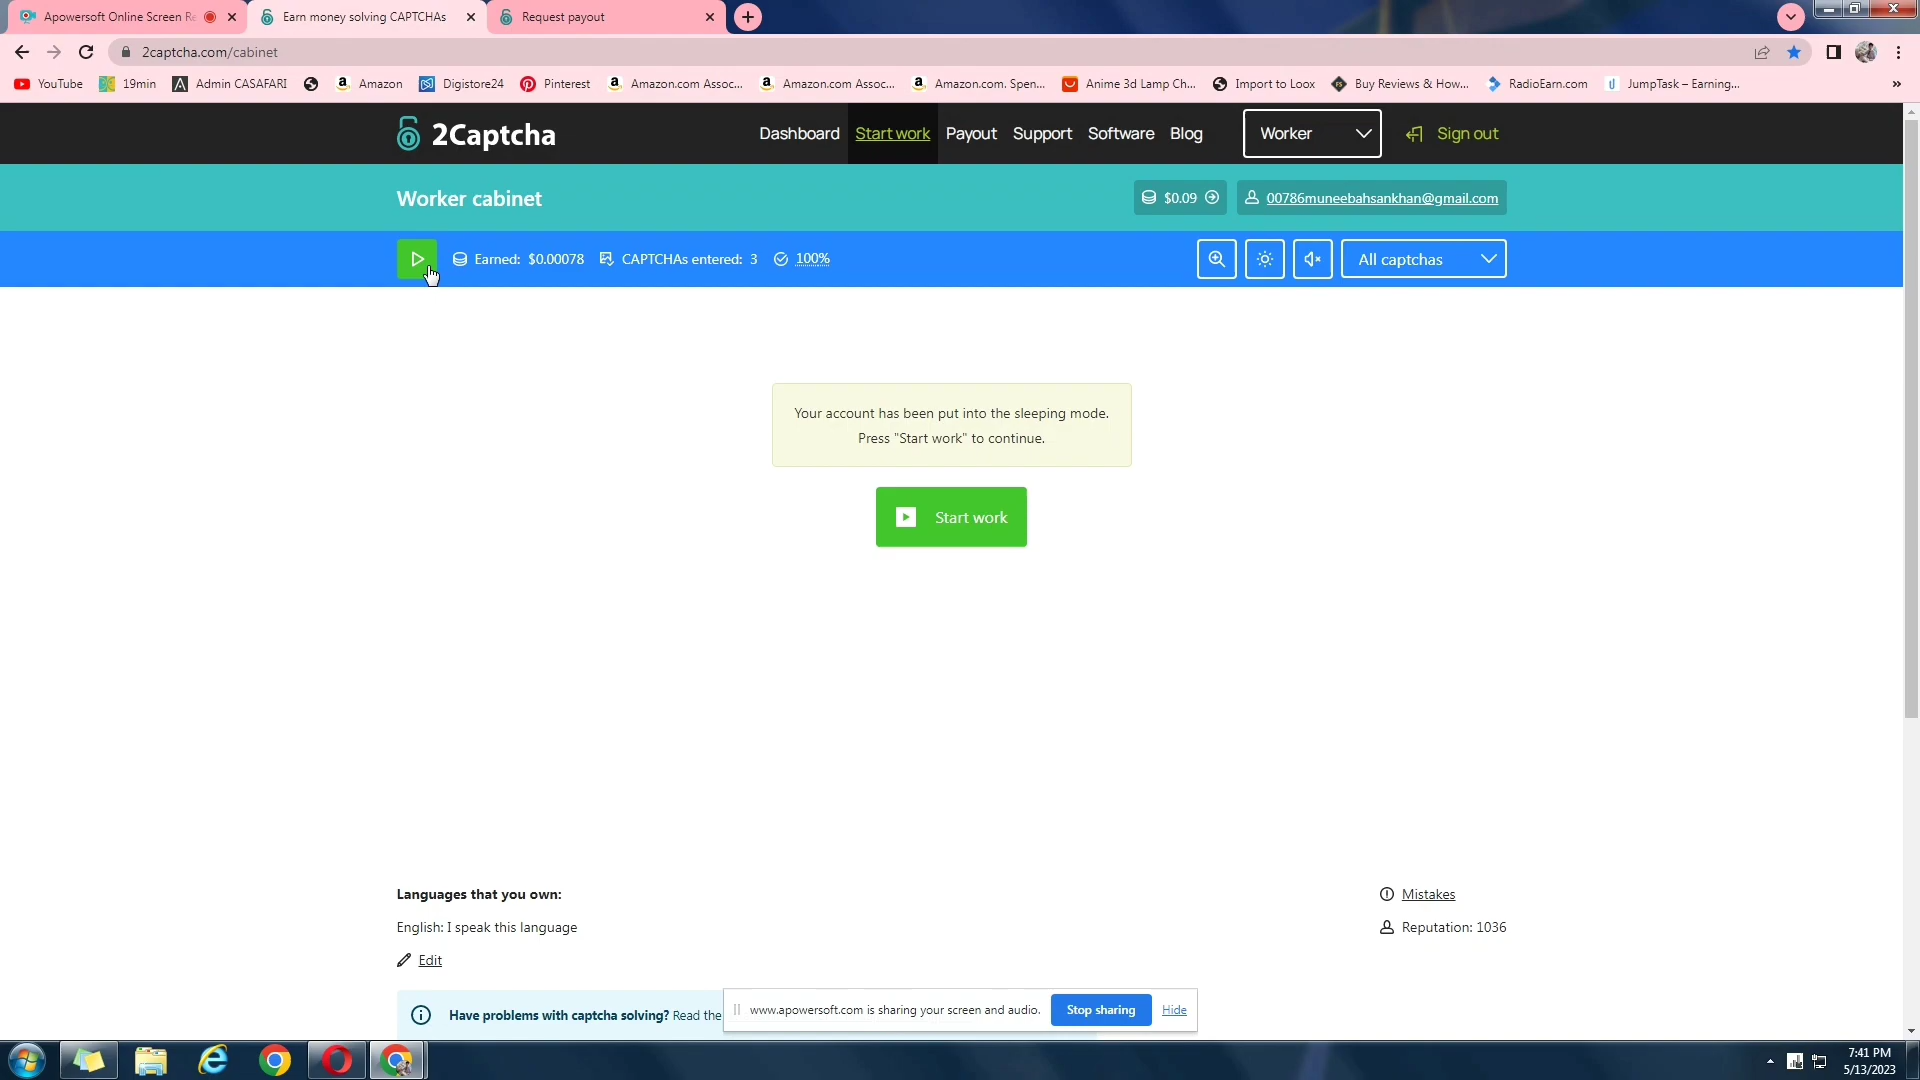 Apowersoft Online Screen Re
Earn money solving CAPTCHAs
Request payout
2captcha.com/cabinet
YouTube
19min
Admin CASAFARI
Amazon
Digistore24
Pinterest
Amazon.com Assoc...
Amazon.com Assoc...
Amazon.com. Spen...
Anime 3d Lamp Ch...
Import to Loox
Buy Reviews & How...
RadioEarn.com
JumpTask – Earning...
2Captcha
Dashboard
Start work
Payout
Support
Software
Blog
Worker
Sign out
Worker cabinet
$0.09
00786muneebahsankhan@gmail.com
Earned: $0.00078
CAPTCHAs entered: 3
100%
All captchas
Your account has been put into the sleeping mode.
Press "Start work" to continue.
Start work
Languages that you own:
Mistakes
English: I speak this language
Reputation: 1036
Edit
Have problems with captcha solving? Read the
www.apowersoft.com is sharing your screen and audio.
Stop sharing
Hide
7:41 PM
5/13/2023